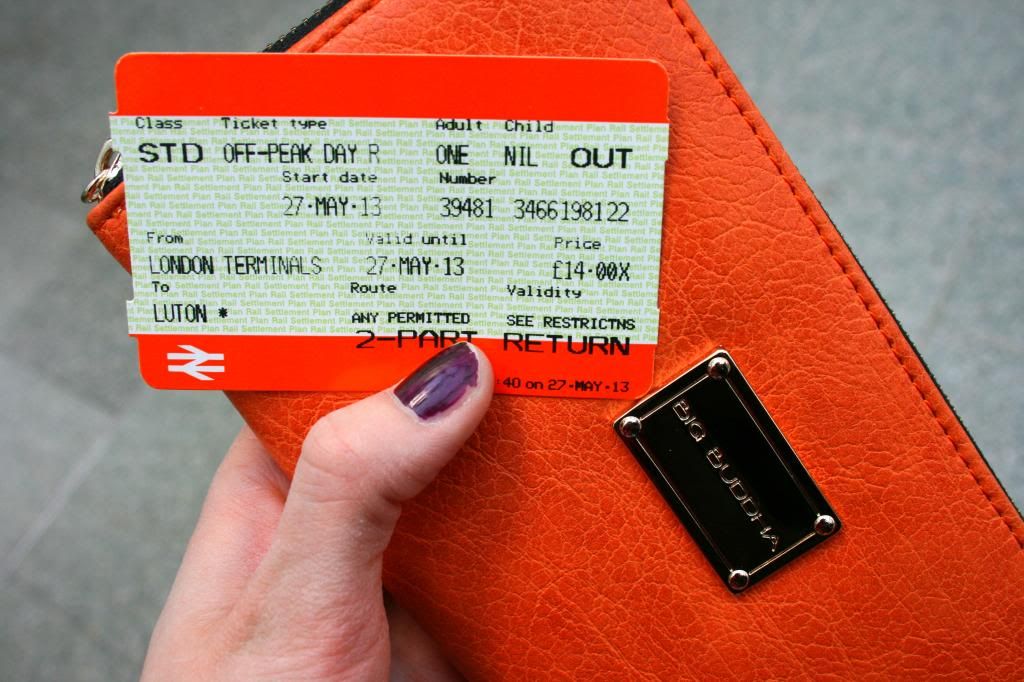 Class Ticket type Adult Child
STD OFF-PEAK DAY R ONE NIL OUT
Start date Number
27·MAY·13 39481 3466198122
From Valid until Price
LONDON TERMINALS 27·MAY·13 £14·00X
To Route Validity
LUTON * ANY PERMITTED SEE RESTRICTNS
2-PART RETURN
:40 on 27·MAY·13
BIG BUDDHA